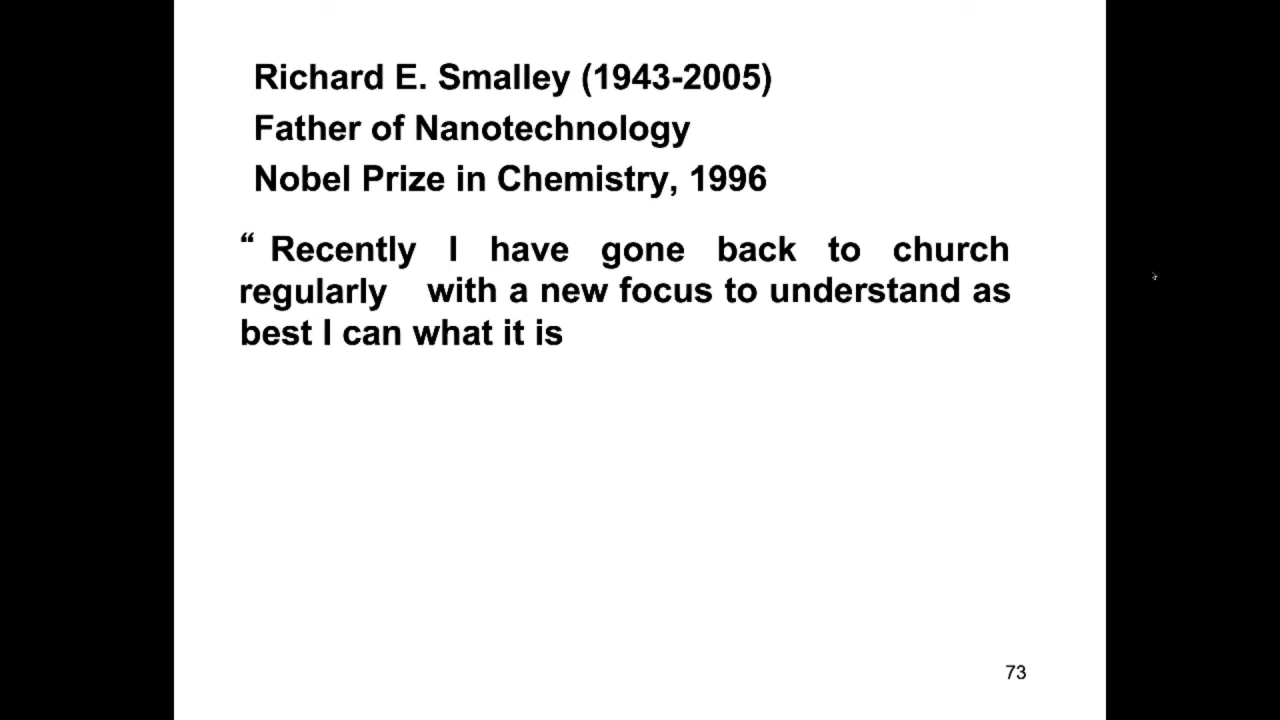 Richard E. Smalley (1943-2005)
Father of Nanotechnology
Nobel Prize in Chemistry, 1996
“ Recently I have gone back to church
regularly with a new focus to understand as
best I can what it is
73